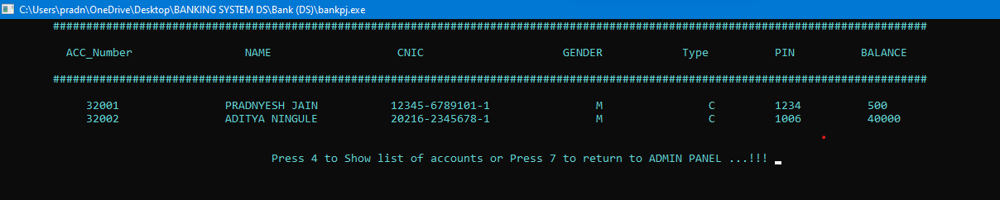 C:\Users\pradn\OneDrive\Desktop\BANKING SYSTEM DS\Bank (DS)\bankpj.exe
####################################################################################################################################
ACC_Number NAME CNIC GENDER Type PIN BALANCE
####################################################################################################################################
32001 PRADNYESH JAIN 12345-6789101-1 M C 1234 500
32002 ADITYA NINGULE 20216-2345678-1 M C 1006 40000
Press 4 to Show list of accounts or Press 7 to return to ADMIN PANEL ...!!!